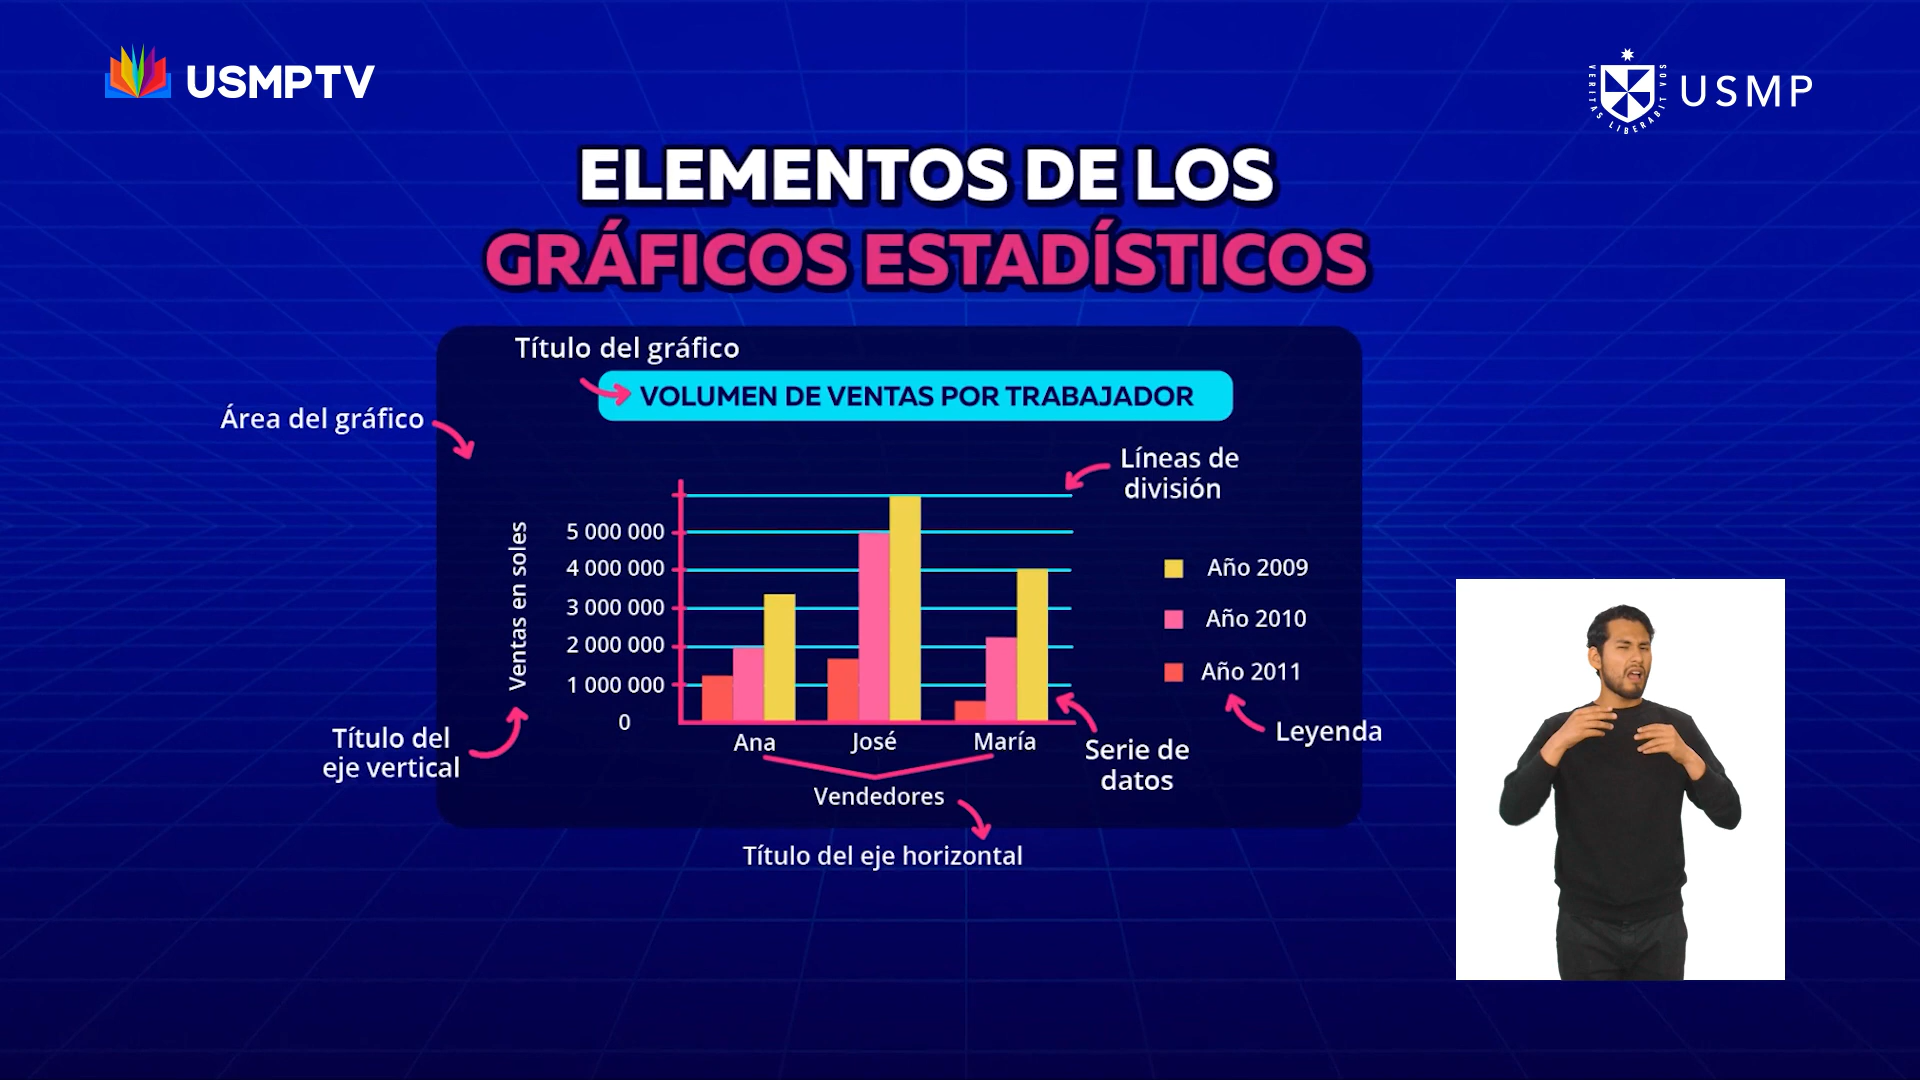 USMPTV
VERITAS LIBERABIT VOS
USMP
ELEMENTOS DE LOS
GRÁFICOS ESTADÍSTICOS
Título del gráfico
VOLUMEN DE VENTAS POR TRABAJADOR
Área del gráfico
Líneas de
división
Ventas en soles
5 000 000
4 000 000
3 000 000
2 000 000
1 000 000
0
Año 2009
Año 2010
Año 2011
Leyenda
Título del
eje vertical
Ana
José
María
Serie de
datos
Vendedores
Título del eje horizontal